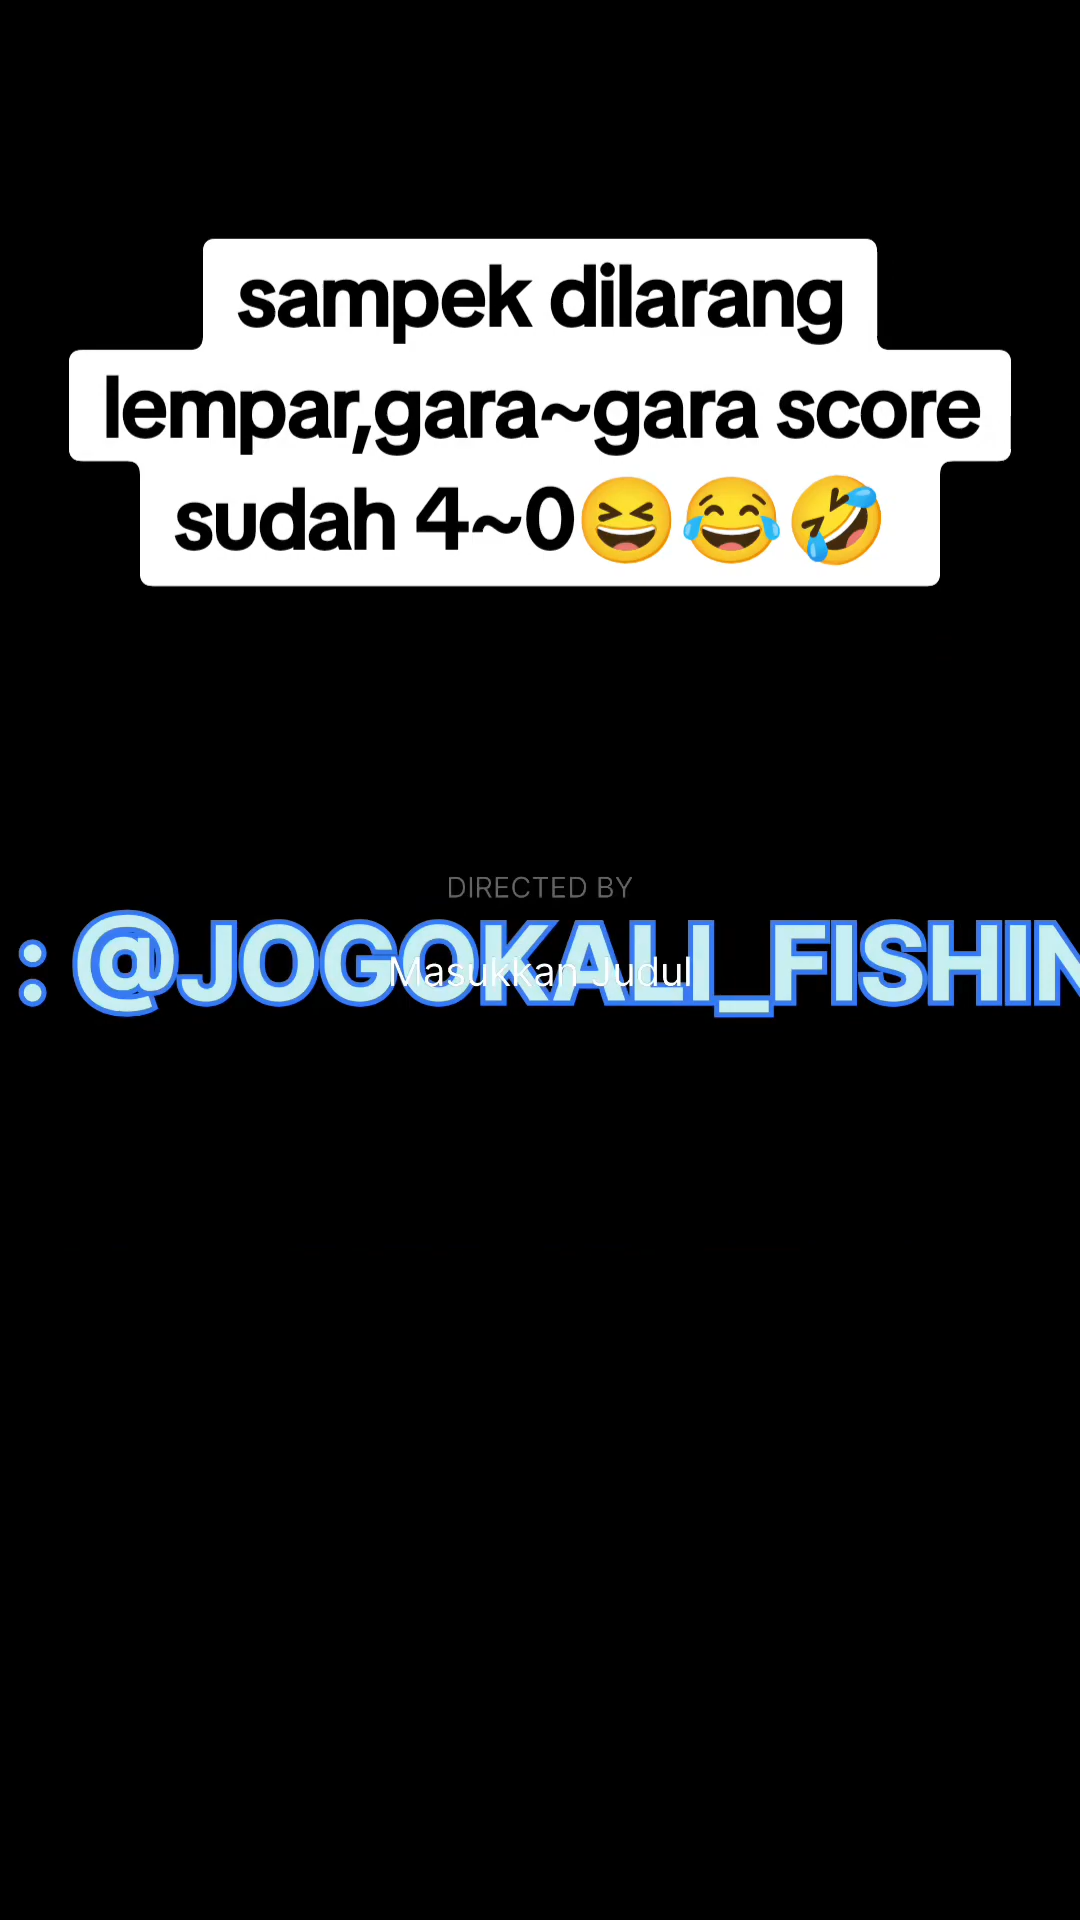 sampek dilarang
lempar,gara~gara score
sudah 4~0😆😂🤣
DIRECTED BY
: @JOGOKALI_FISHIN
Masukkan Judul